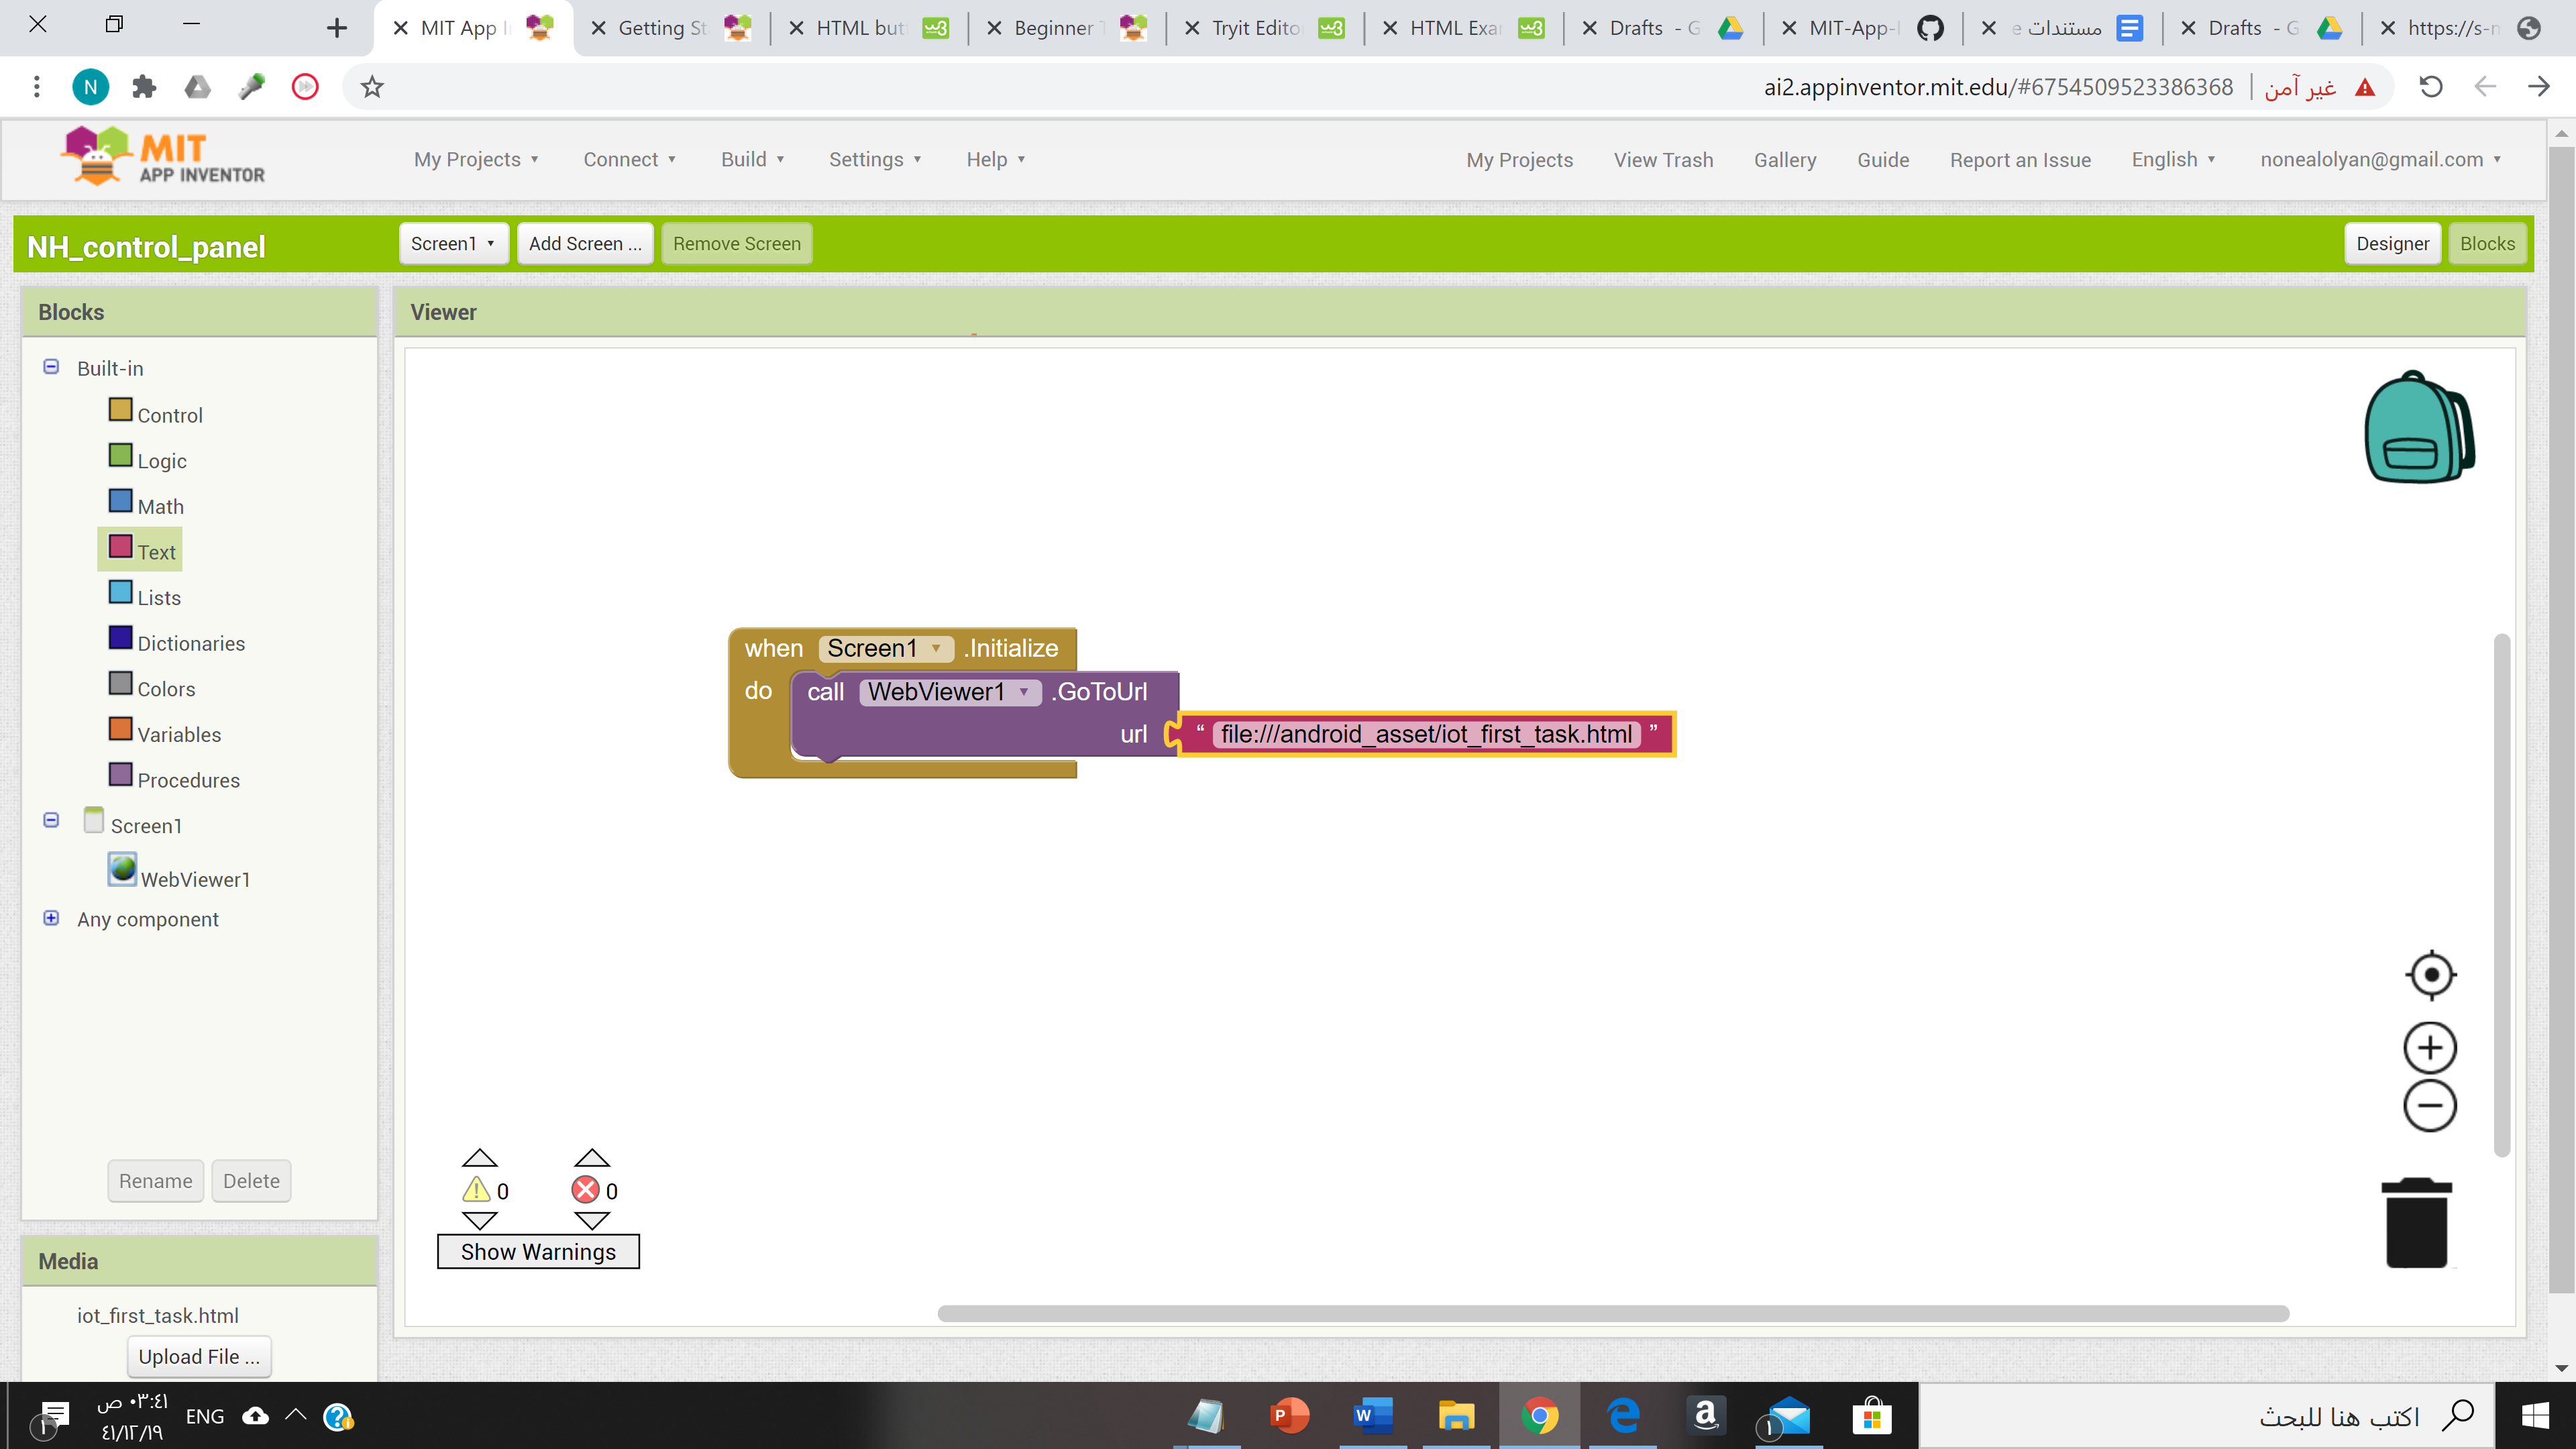 MIT App I
Getting St
HTML but
Beginner T
Tryit Edito
HTML Exa
Drafts - G
MIT-App-I
مستندات e
Drafts - G
https://s-m
N
ai2.appinventor.mit.edu/#6754509523386368
غير آمن
MIT
APP INVENTOR
My Projects Connect Build Settings Help My Projects View Trash Gallery Guide Report an Issue English nonealolyan@gmail.com
NH_control_panel Screen1 Add Screen ... Remove Screen Designer Blocks
Blocks
Viewer
Built-in
Control
Logic
Math
Text
Lists
Dictionaries
Colors
Variables
Procedures
Screen1
WebViewer1
Any component
Rename Delete
when Screen1 .Initialize
do call WebViewer1 .GoToUrl
url “ file:///android_asset/iot_first_task.html ”
0 0
Show Warnings
Media
iot_first_task.html
Upload File ...
٠٣:٤١ ص
٤١/١٢/١٩
ENG
١
١
اكتب هنا للبحث